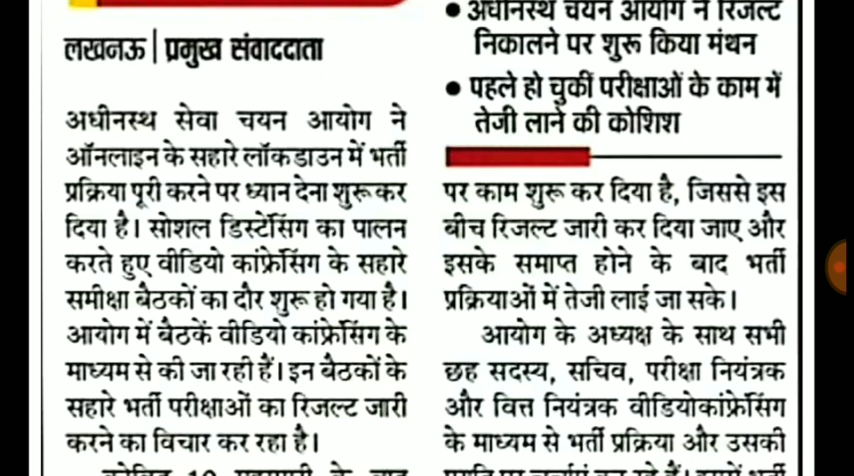 लखनऊ | प्रमुख संवाददाता
अधीनस्थ सेवा चयन आयोग ने
ऑनलाइन के सहारे लॉकडाउन में भर्ती
प्रक्रिया पूरी करने पर ध्यान देना शुरू कर
दिया है। सोशल डिस्टेंसिंग का पालन
करते हुए वीडियो कांफ्रेंसिंग के सहारे
समीक्षा बैठकों का दौर शुरू हो गया है।
आयोग में बैठकें वीडियो कांफ्रेंसिंग के
माध्यम से की जा रही हैं। इन बैठकों के
सहारे भर्ती परीक्षाओं का रिजल्ट जारी
करने का विचार कर रहा है।
• अधीनस्थ चयन आयोग ने रिजल्ट
निकालने पर शुरू किया मंथन
• पहले हो चुकीं परीक्षाओं के काम में
तेजी लाने की कोशिश
पर काम शुरू कर दिया है, जिससे इस
बीच रिजल्ट जारी कर दिया जाए और
इसके समाप्त होने के बाद भर्ती
प्रक्रियाओं में तेजी लाई जा सके।
आयोग के अध्यक्ष के साथ सभी
छह सदस्य, सचिव, परीक्षा नियंत्रक
और वित्त नियंत्रक वीडियोकांफ्रेंसिंग
के माध्यम से भर्ती प्रक्रिया और उसकी